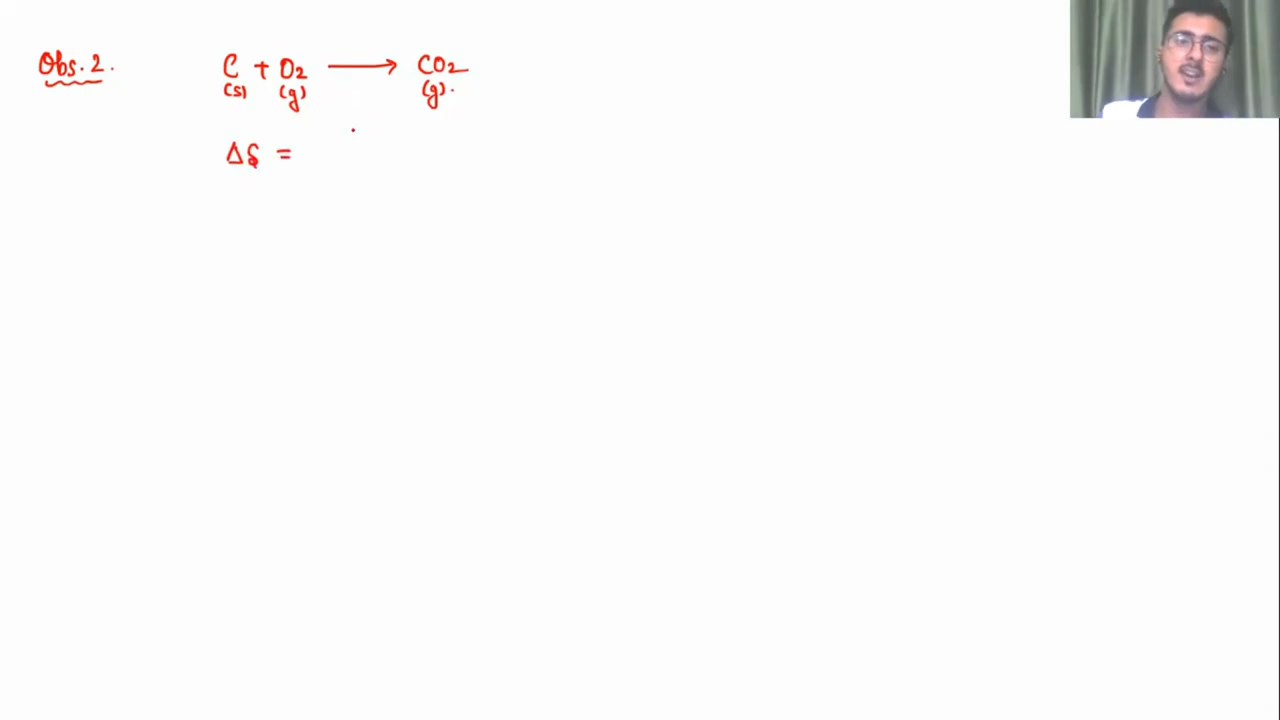 Obs. 2.
C + O2 ⟶ CO2
(s) (g) (g).
ΔS =